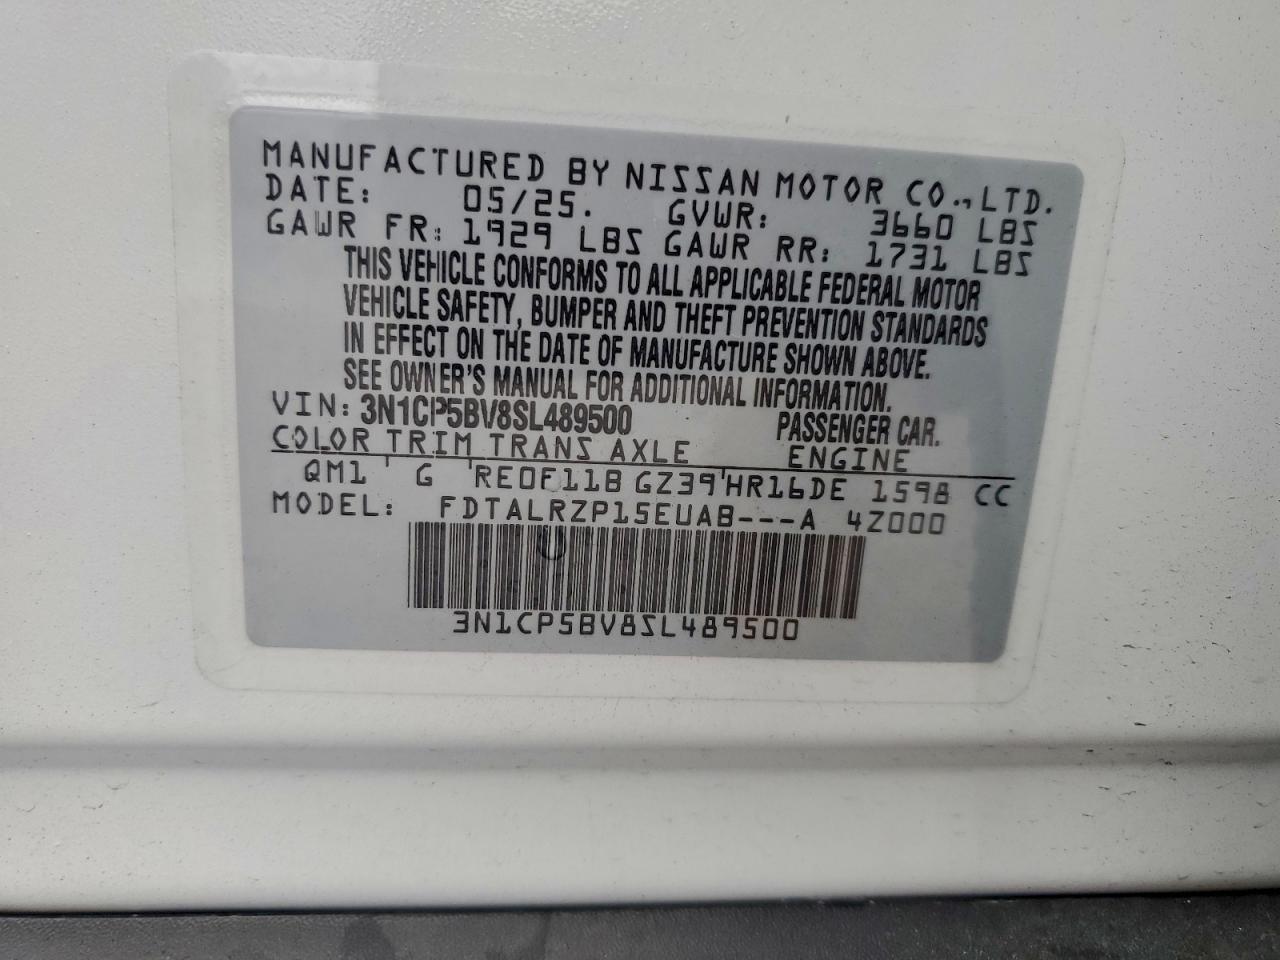 MANUFACTURED BY NISSAN MOTOR CO., LTD.
DATE: 05/25. GVWR: 3660 LBS
GAWR FR: 1929 LBS GAWR RR: 1731 LBS
THIS VEHICLE CONFORMS TO ALL APPLICABLE FEDERAL MOTOR
VEHICLE SAFETY, BUMPER AND THEFT PREVENTION STANDARDS
IN EFFECT ON THE DATE OF MANUFACTURE SHOWN ABOVE.
SEE OWNER'S MANUAL FOR ADDITIONAL INFORMATION.
VIN: 3N1CP5BV8SL489500 PASSENGER CAR.
COLOR TRIM TRANS AXLE ENGINE
QM1 ' G 'RE0F11B GZ39'HR16DE 1598 CC
MODEL: FDTALRZP15EUAB---A 4Z000
3N1CP5BV8SL489500